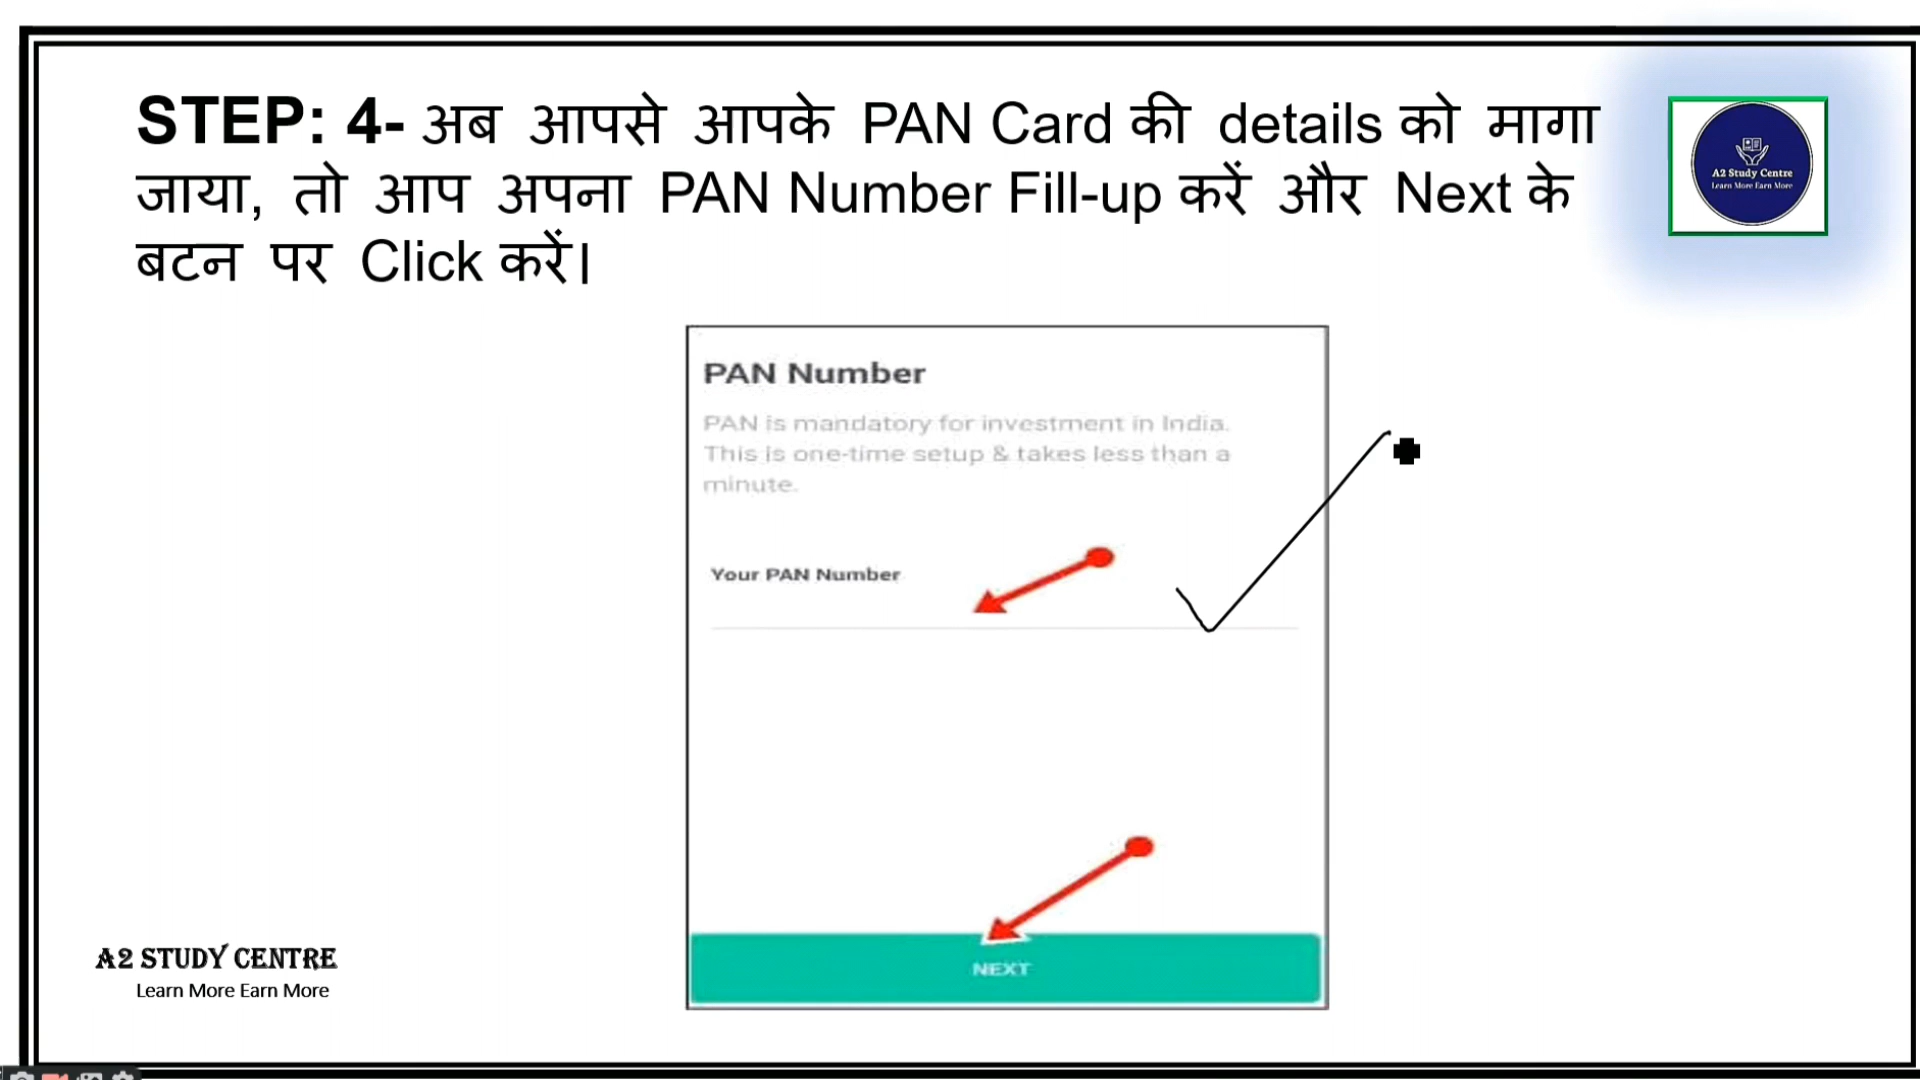 STEP: 4- अब आपसे आपके PAN Card की details को मागा
जाया, तो आप अपना PAN Number Fill-up करें और Next के
बटन पर Click करें।
A2 Study Centre
Learn More Earn More
PAN Number
PAN is mandatory for investment in India.
This is one-time setup & takes less than a
minute.
Your PAN Number
NEXT
A2 STUDY CENTRE
Learn More Earn More